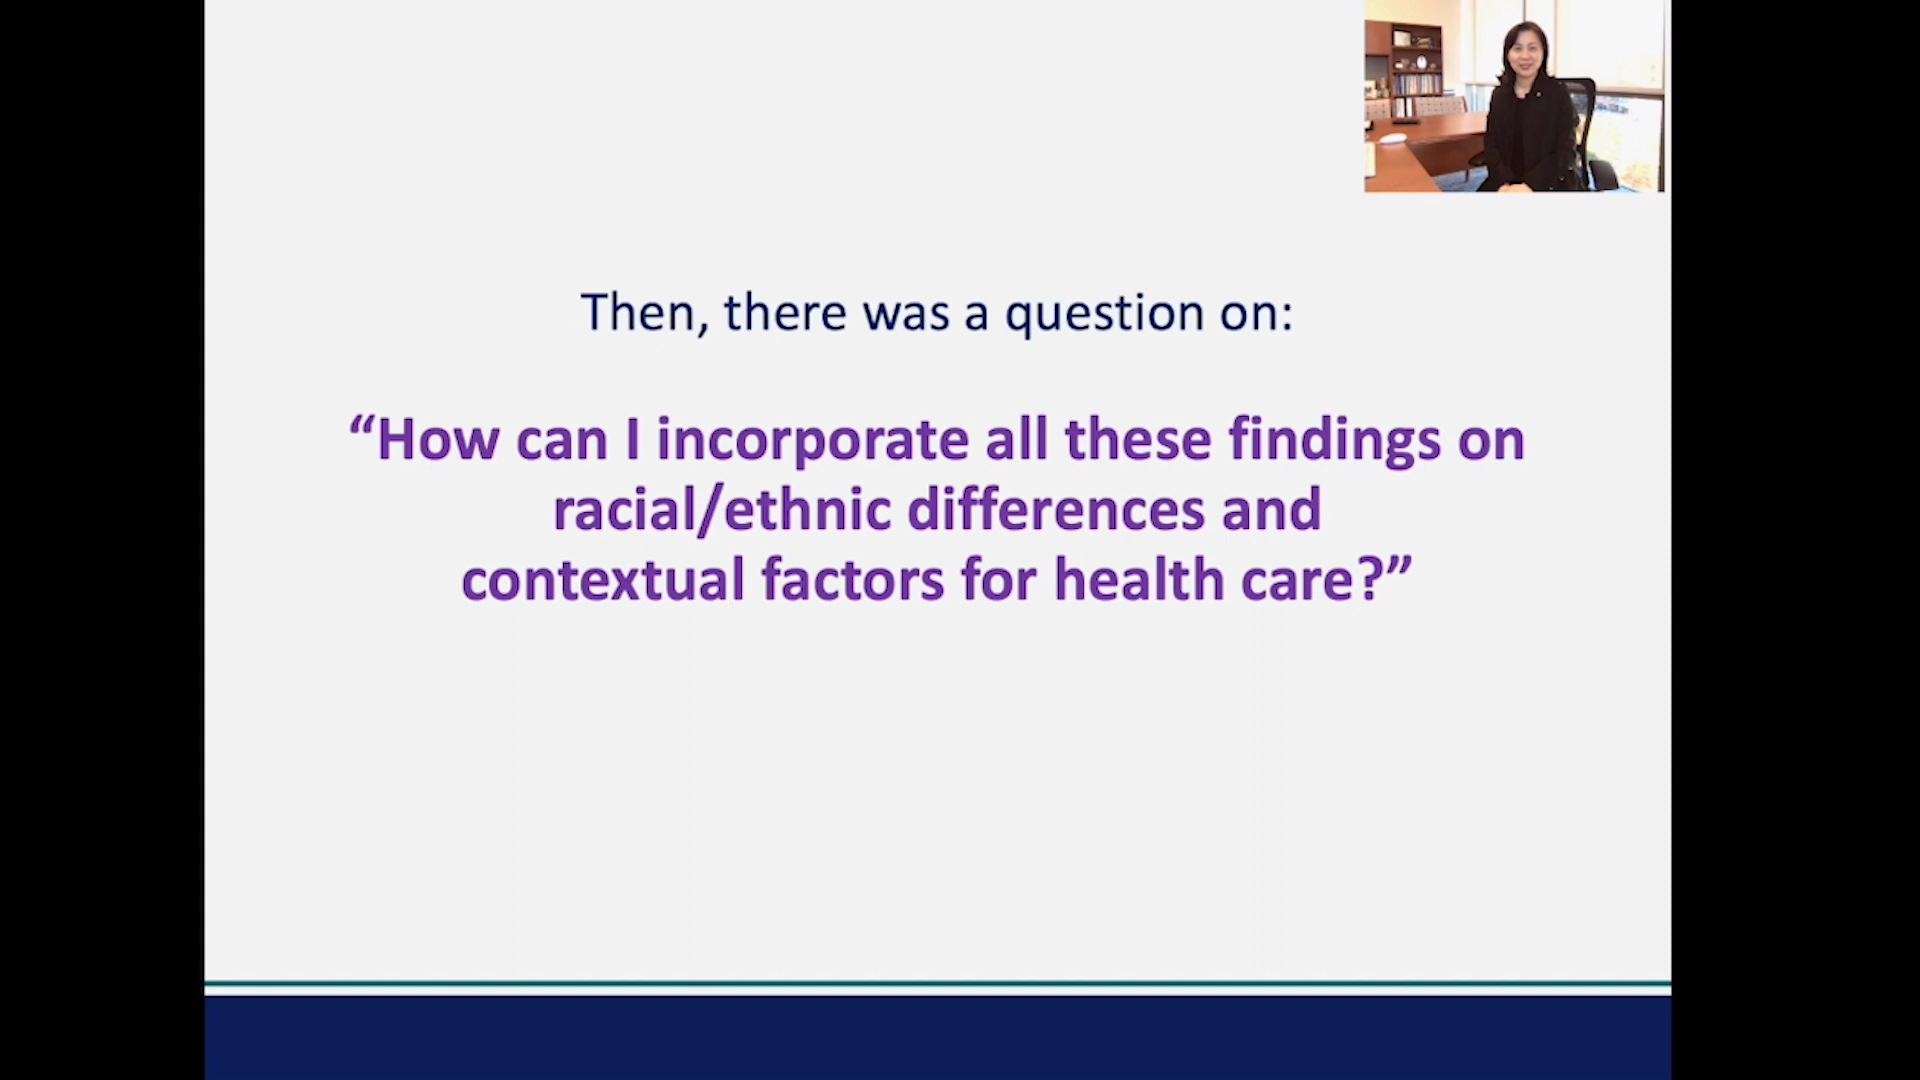 Then, there was a question on:
“How can I incorporate all these findings on
racial/ethnic differences and
contextual factors for health care?”